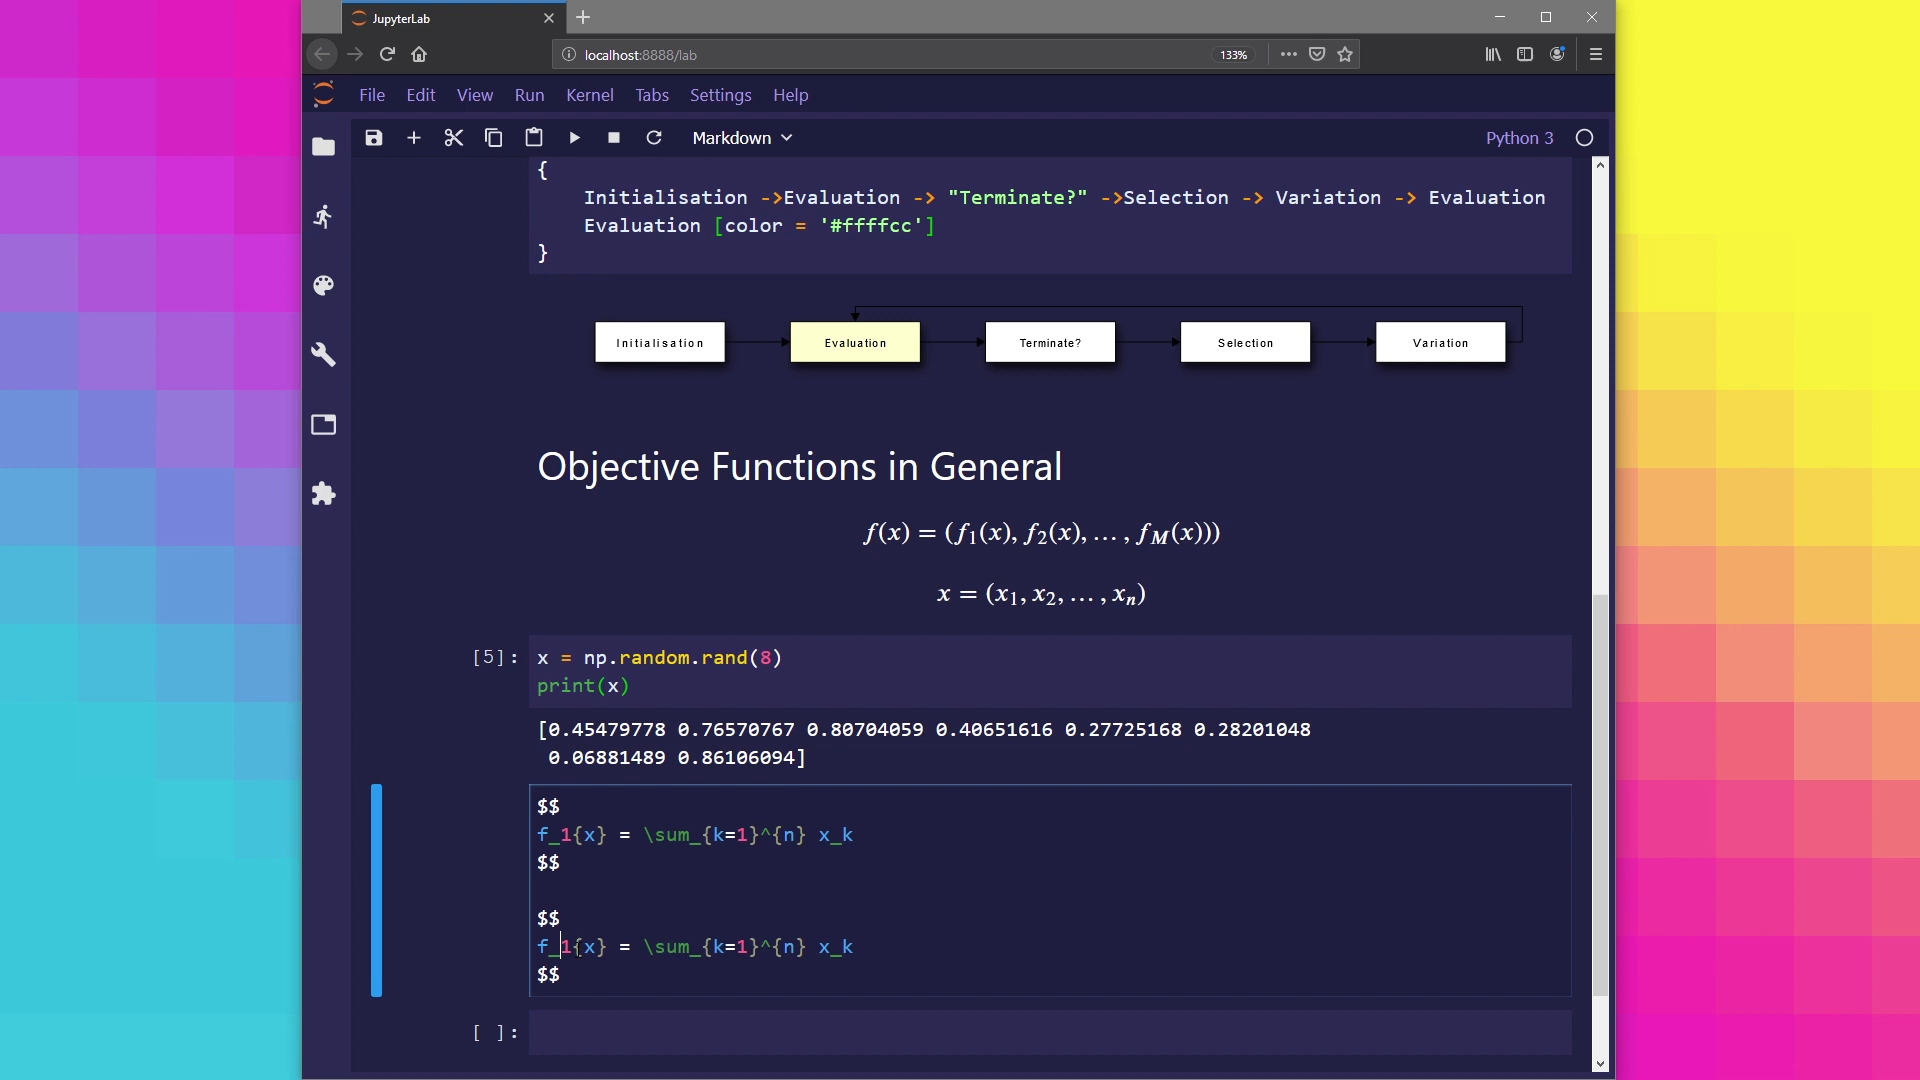 JupyterLab
localhost:8888/lab
133%
File Edit View Run Kernel Tabs Settings Help
Markdown
Python 3
{
Initialisation ->Evaluation -> "Terminate?" ->Selection -> Variation -> Evaluation
Evaluation [color = '#ffffcc']
}
Initialisation Evaluation Terminate? Selection Variation
Objective Functions in General
f(x) = (f₁(x), f₂(x), … , f_M(x)))
x = (x₁, x₂, … , xₙ)
[5]: x = np.random.rand(8)
print(x)
[0.45479778 0.76570767 0.80704059 0.40651616 0.27725168 0.28201048
0.06881489 0.86106094]
$$
f_1{x} = \sum_{k=1}^{n} x_k
$$
$$
f_1{x} = \sum_{k=1}^{n} x_k
$$
[ ]: